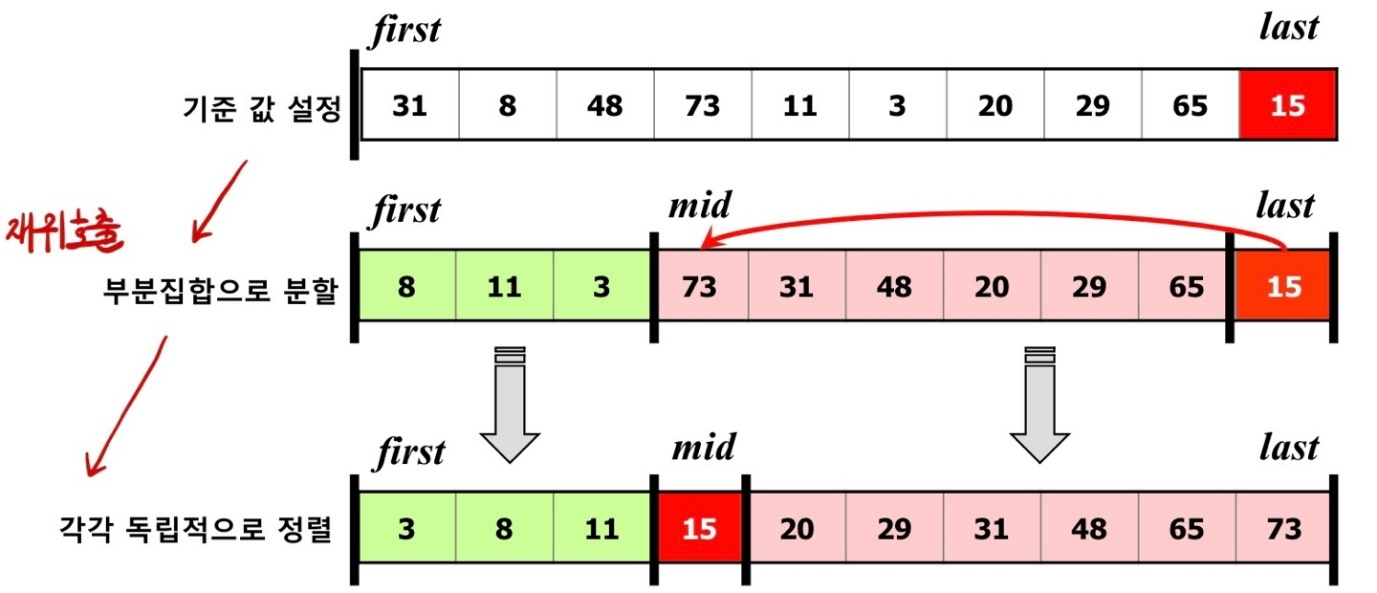 first last
기준 값 설정 31 8 48 73 11 3 20 29 65 15
재귀호출
first mid last
부분집합으로 분할 8 11 3 73 31 48 20 29 65 15
first mid last
각각 독립적으로 정렬 3 8 11 15 20 29 31 48 65 73